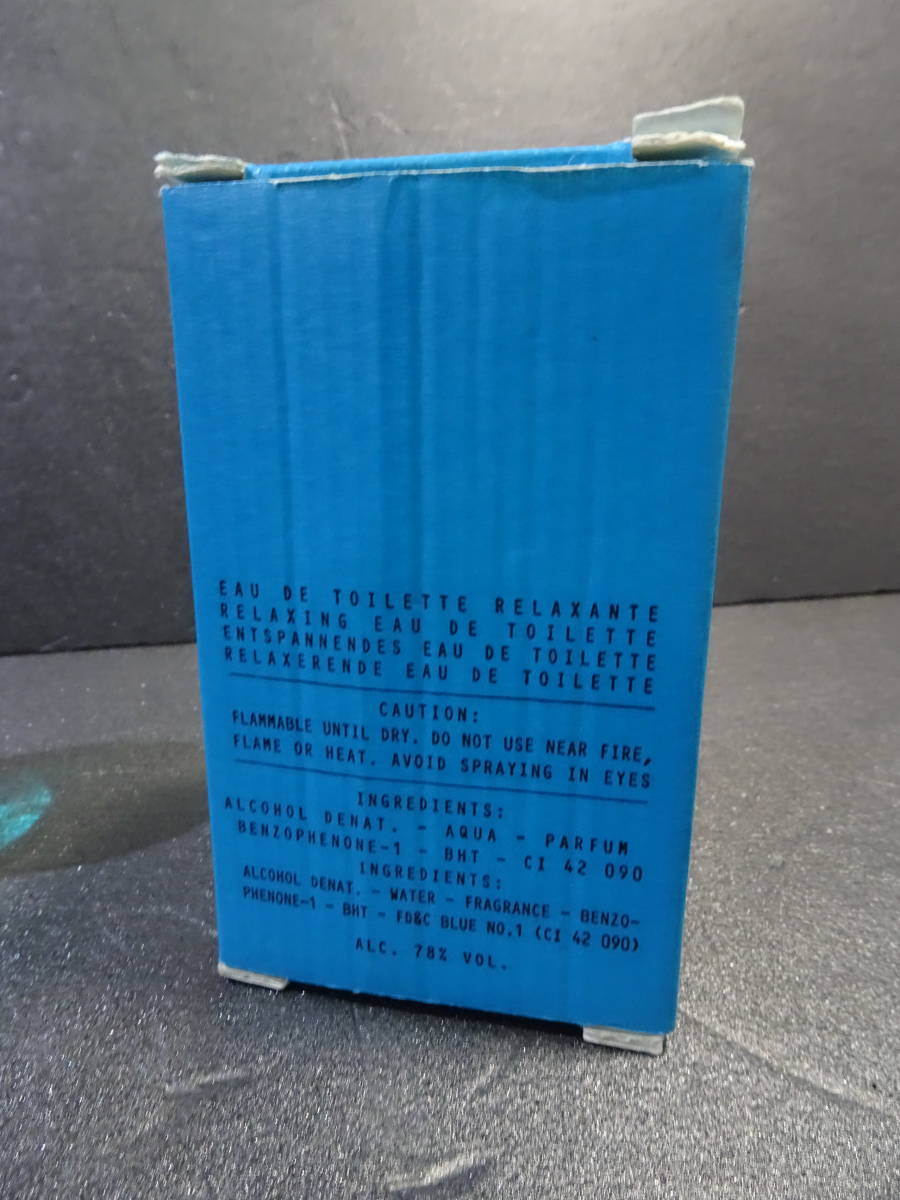 EAU DE TOILETTE RELAXANTE
RELAXING EAU DE TOILETTE
ENTSPANNENDES EAU DE TOILETTE
RELAXERENDE EAU DE TOILETTE
CAUTION:
FLAMMABLE UNTIL DRY. DO NOT USE NEAR FIRE,
FLAME OR HEAT. AVOID SPRAYING IN EYES
INGREDIENTS:
ALCOHOL DENAT. - AQUA - PARFUM
BENZOPHENONE-1 - BHT - CI 42 090
INGREDIENTS:
ALCOHOL DENAT. - WATER - FRAGRANCE - BENZO-
PHENONE-1 - BHT - FD&C BLUE NO.1 (CI 42 090)
ALC. 78% VOL.